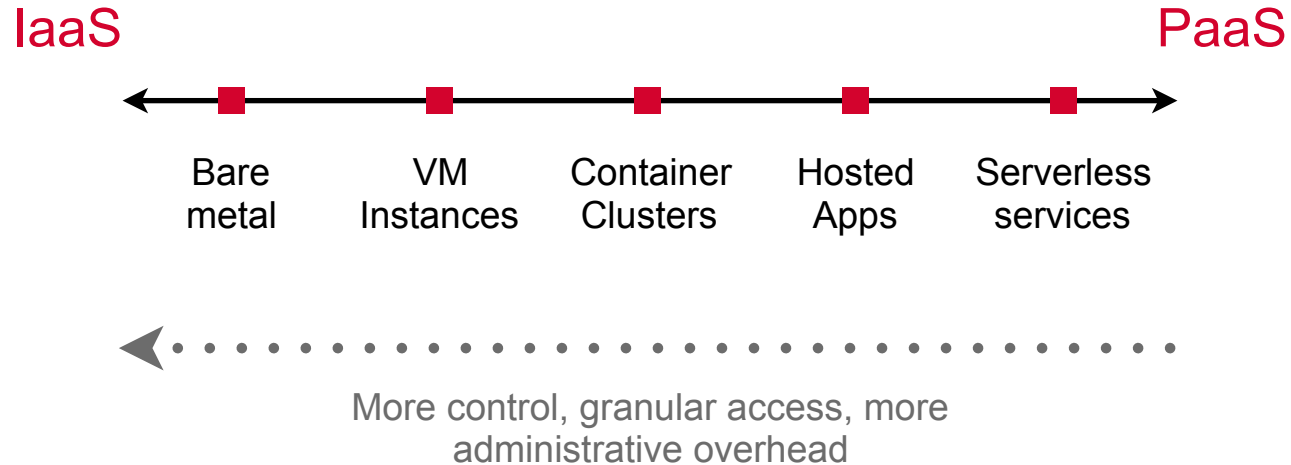 IaaS
PaaS
Bare
metal
VM
Instances
Container
Clusters
Hosted
Apps
Serverless
services
More control, granular access, more
administrative overhead